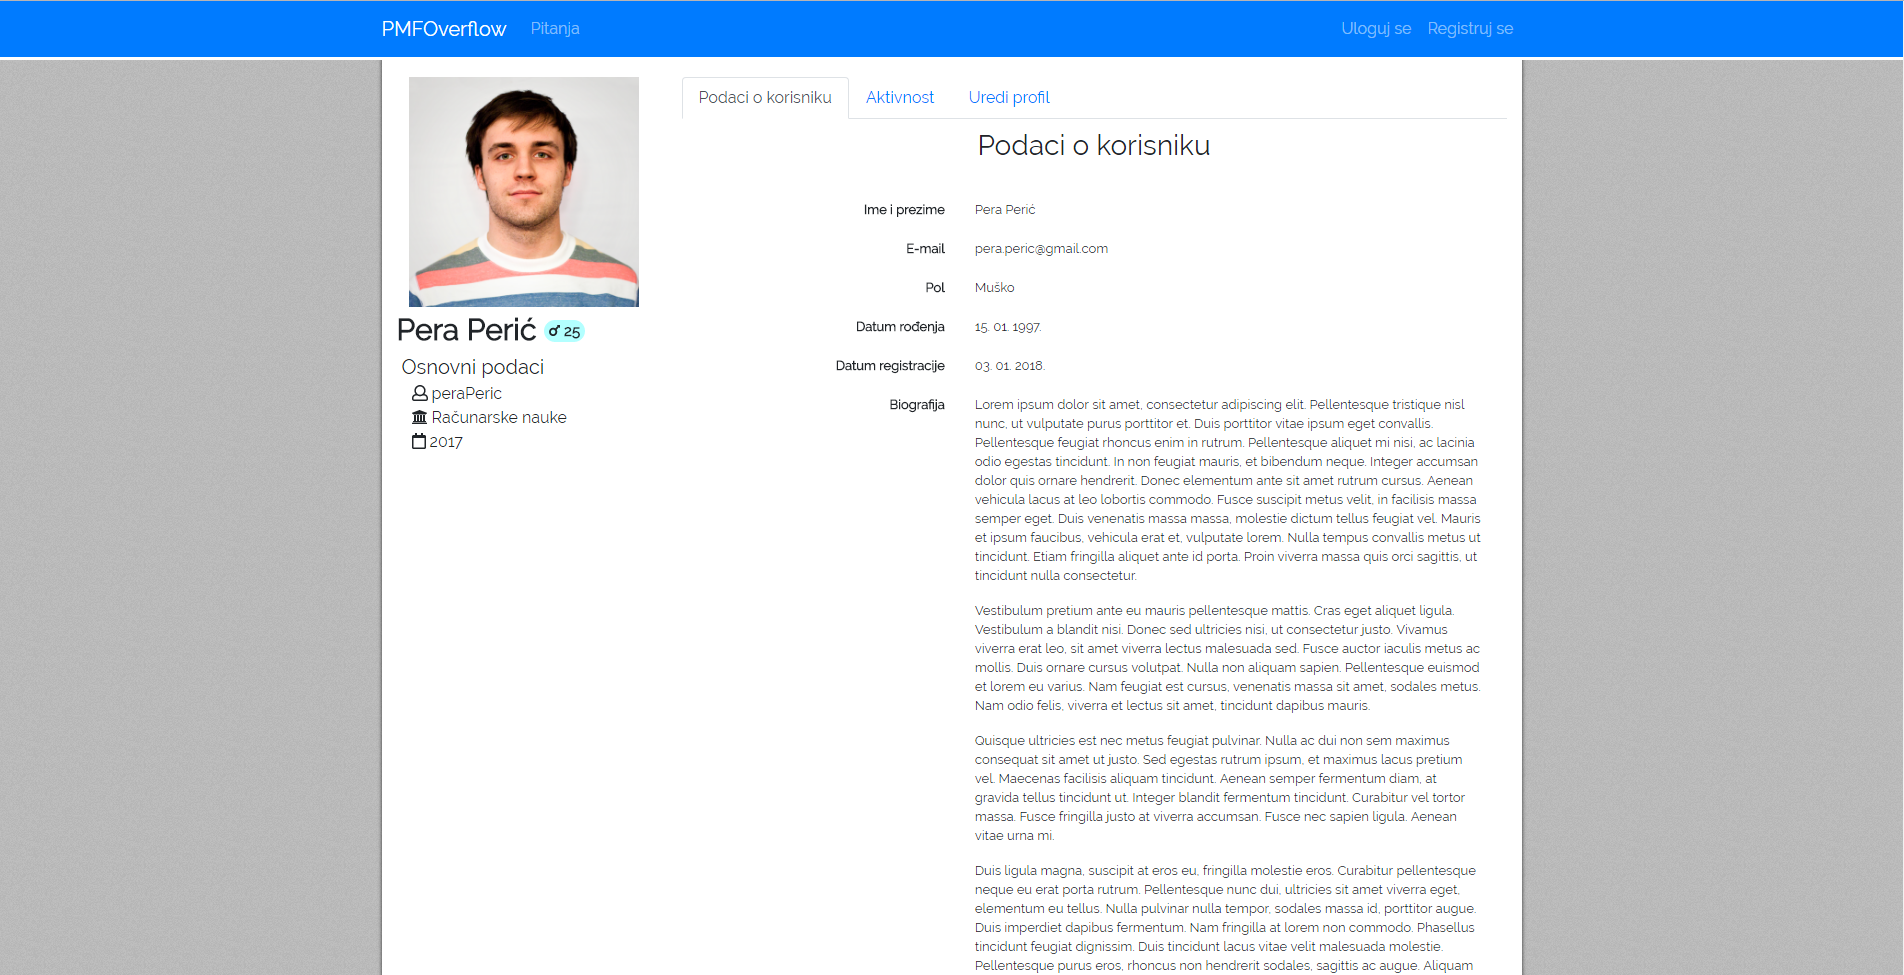 PMFOverflow Pitanja Uloguj se Registruj se
Podaci o korisniku Aktivnost Uredi profil
Pera Perić 25
Osnovni podaci
peraPeric
Računarske nauke
2017
Podaci o korisniku
Ime i prezime Pera Perić
E-mail pera.peric@gmail.com
Pol Muško
Datum rođenja 15. 01. 1997.
Datum registracije 03. 01. 2018.
Biografija Lorem ipsum dolor sit amet, consectetur adipiscing elit. Pellentesque tristique nisl
nunc, ut vulputate purus porttitor et. Duis porttitor vitae ipsum eget convallis.
Pellentesque feugiat rhoncus enim in rutrum. Pellentesque aliquet mi nisi, ac lacinia
odio egestas tincidunt. In non feugiat mauris, et bibendum neque. Integer accumsan
dolor quis ornare hendrerit. Donec elementum ante sit amet rutrum cursus. Aenean
vehicula lacus at leo lobortis commodo. Fusce suscipit metus velit, in facilisis massa
semper eget. Duis venenatis massa massa, molestie dictum tellus feugiat vel. Mauris
et ipsum faucibus, vehicula erat et, vulputate lorem. Nulla tempus convallis metus ut
tincidunt. Etiam fringilla aliquet ante id porta. Proin viverra massa quis orci sagittis, ut
tincidunt nulla consectetur.
Vestibulum pretium ante eu mauris pellentesque mattis. Cras eget aliquet ligula.
Vestibulum a blandit nisi. Donec sed ultricies nisi, ut consectetur justo. Vivamus
viverra erat leo, sit amet viverra lectus malesuada sed. Fusce auctor iaculis metus ac
mollis. Duis ornare cursus volutpat. Nulla non aliquam sapien. Pellentesque euismod
et lorem eu varius. Nam feugiat est cursus, venenatis massa sit amet, sodales metus.
Nam odio felis, viverra et lectus sit amet, tincidunt dapibus mauris.
Quisque ultricies est nec metus feugiat pulvinar. Nulla ac dui non sem maximus
consequat sit amet ut justo. Sed egestas rutrum ipsum, et maximus lacus pretium
vel. Maecenas facilisis aliquam tincidunt. Aenean semper fermentum diam, at
gravida tellus tincidunt ut. Integer blandit fermentum tincidunt. Curabitur vel tortor
massa. Fusce fringilla justo at viverra accumsan. Fusce nec sapien ligula. Aenean
vitae urna mi.
Duis ligula magna, suscipit at eros eu, fringilla molestie eros. Curabitur pellentesque
neque eu erat porta rutrum. Pellentesque nunc dui, ultricies sit amet viverra eget,
elementum eu tellus. Nulla pulvinar nulla tempor, sodales massa id, porttitor augue.
Duis imperdiet dapibus fermentum. Nam fringilla at lorem non commodo. Phasellus
tincidunt feugiat dignissim. Duis tincidunt lacus vitae velit malesuada molestie.
Pellentesque purus eros, rhoncus non hendrerit sodales, sagittis ac augue. Aliquam